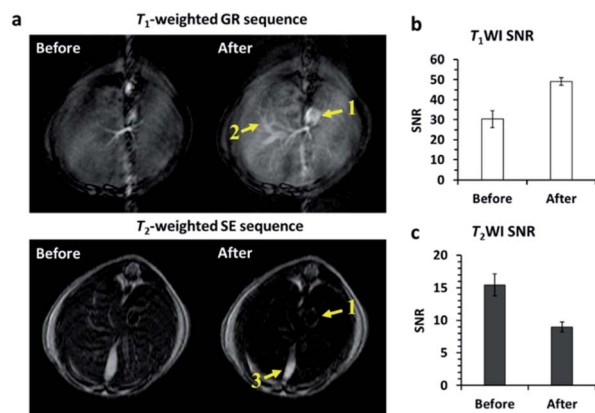 a
T1-weighted GR sequence
Before
After
1
2
T2-weighted SE sequence
Before
After
1
3
b
T1WI SNR
SNR
60
50
40
30
20
10
0
Before
After
c
T2WI SNR
SNR
20
15
10
5
0
Before
After